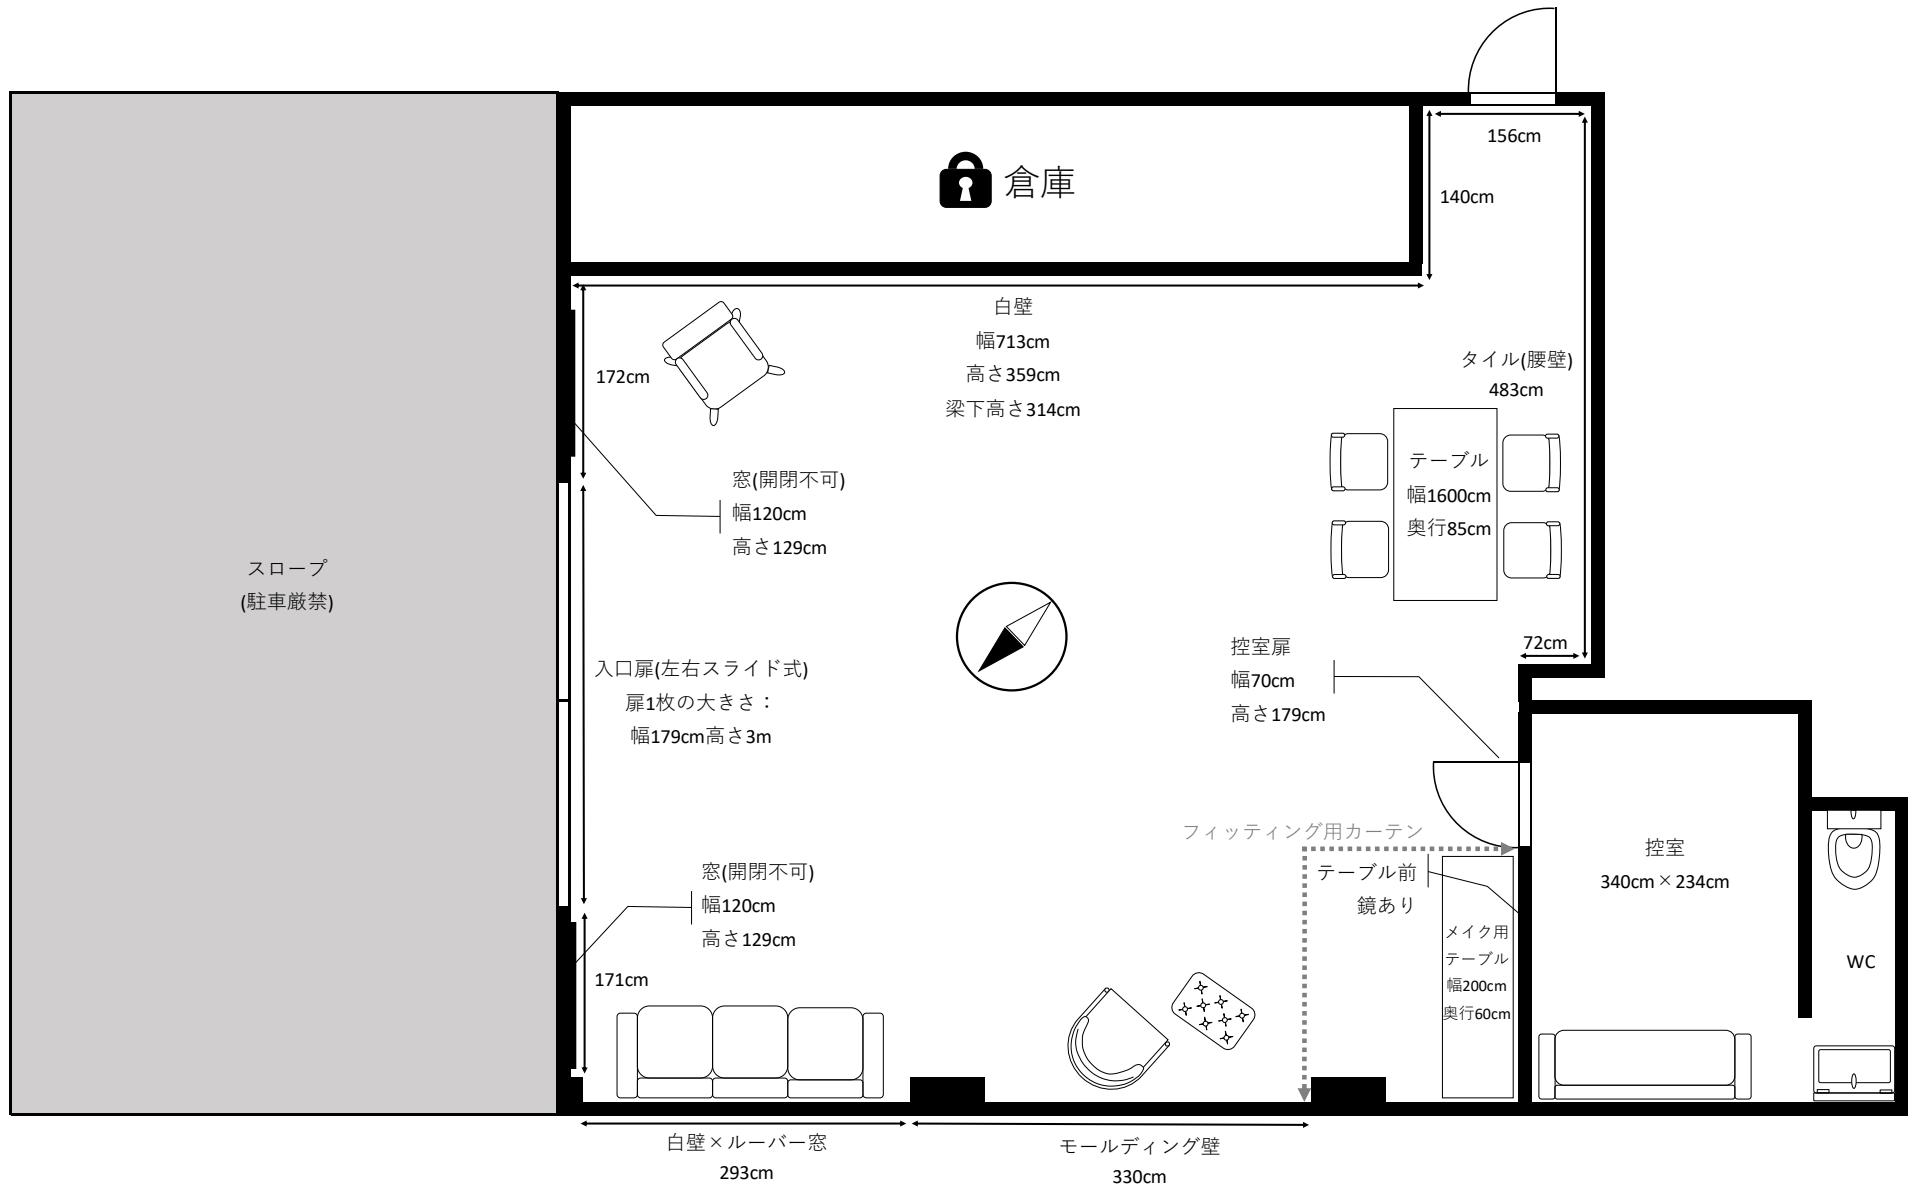 156cm
倉庫
140cm
白壁
幅713cm
高さ359cm
梁下高さ314cm
172cm
タイル(腰壁)
483cm
窓(開閉不可)
幅120cm
高さ129cm
テーブル
幅1600cm
奥行85cm
スロープ
(駐車厳禁)
入口扉(左右スライド式)
扉1枚の大きさ：
幅179cm高さ3m
控室扉
幅70cm
高さ179cm
72cm
フィッティング用カーテン
テーブル前
鏡あり
控室
340cm×234cm
窓(開閉不可)
幅120cm
高さ129cm
メイク用
テーブル
幅200cm
奥行60cm
WC
171cm
白壁×ルーバー窓
293cm
モールディング壁
330cm